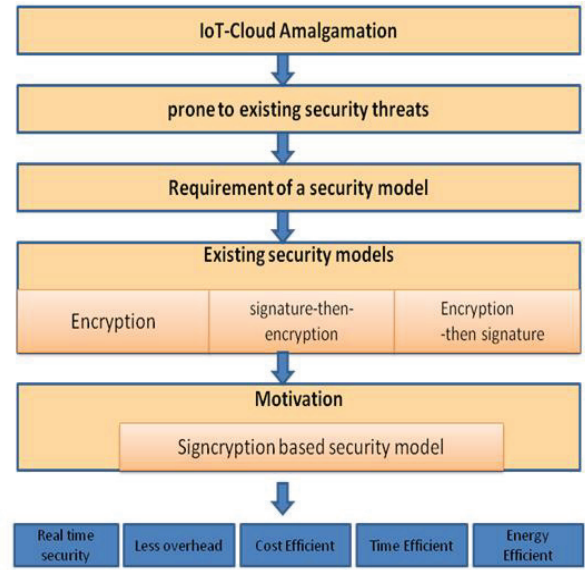 IoT-Cloud Amalgamation
prone to existing security threats
Requirement of a security model
Existing security models
Encryption
signature-then-
encryption
Encryption
-then signature
Motivation
Signcryption based security model
Real time
security
Less overhead
Cost Efficient
Time Efficient
Energy
Efficient